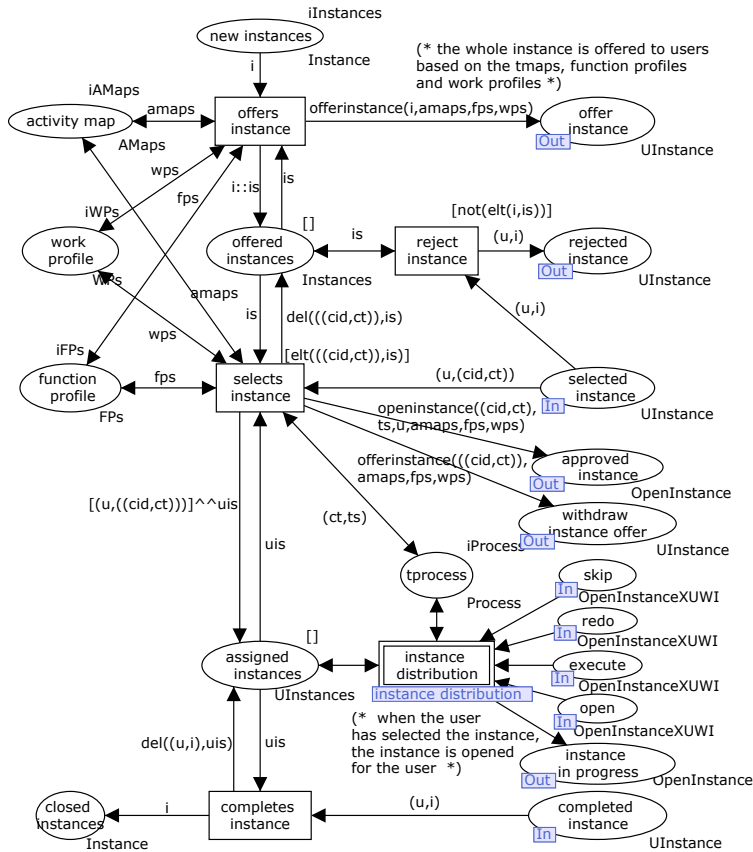 iInstances
new instances
Instance
i
(* the whole instance is offered to users
based on the tmaps, function profiles
and work profiles *)
iAMaps
activity map
amaps
AMaps
offers
instance
offerinstance(i,amaps,fps,wps)
offer
instance
Out
UInstance
wps
fps
i::is
is
iWPs
work
profile
WPs
[]
offered
instances
Instances
is
reject
instance
[not(elt(i,is))]
(u,i)
rejected
instance
Out
UInstance
amaps
is
del(((cid,ct)),is)
(u,i)
wps
iFPs
[elt(((cid,ct)),is)]
function
profile
FPs
fps
selects
instance
(u,(cid,ct))
selected
instance
In
UInstance
openinstance((cid,ct),
ts,u,amaps,fps,wps)
offerinstance(((cid,ct)),
amaps,fps,wps)
approved
instance
Out
OpenInstance
[(u,((cid,ct)))]^^uis
uis
(ct,ts)
withdraw
instance offer
Out
UInstance
iProcess
tprocess
Process
skip
In
OpenInstanceXUWI
redo
In
OpenInstanceXUWI
[]
assigned
instances
UInstances
instance
distribution
instance distribution
execute
In
OpenInstanceXUWI
open
In
OpenInstanceXUWI
(* when the user
has selected the instance,
the instance is opened
for the user *)
del((u,i),uis)
uis
instance
in progress
Out
OpenInstance
closed
instances
Instance
i
completes
instance
(u,i)
completed
instance
In
UInstance